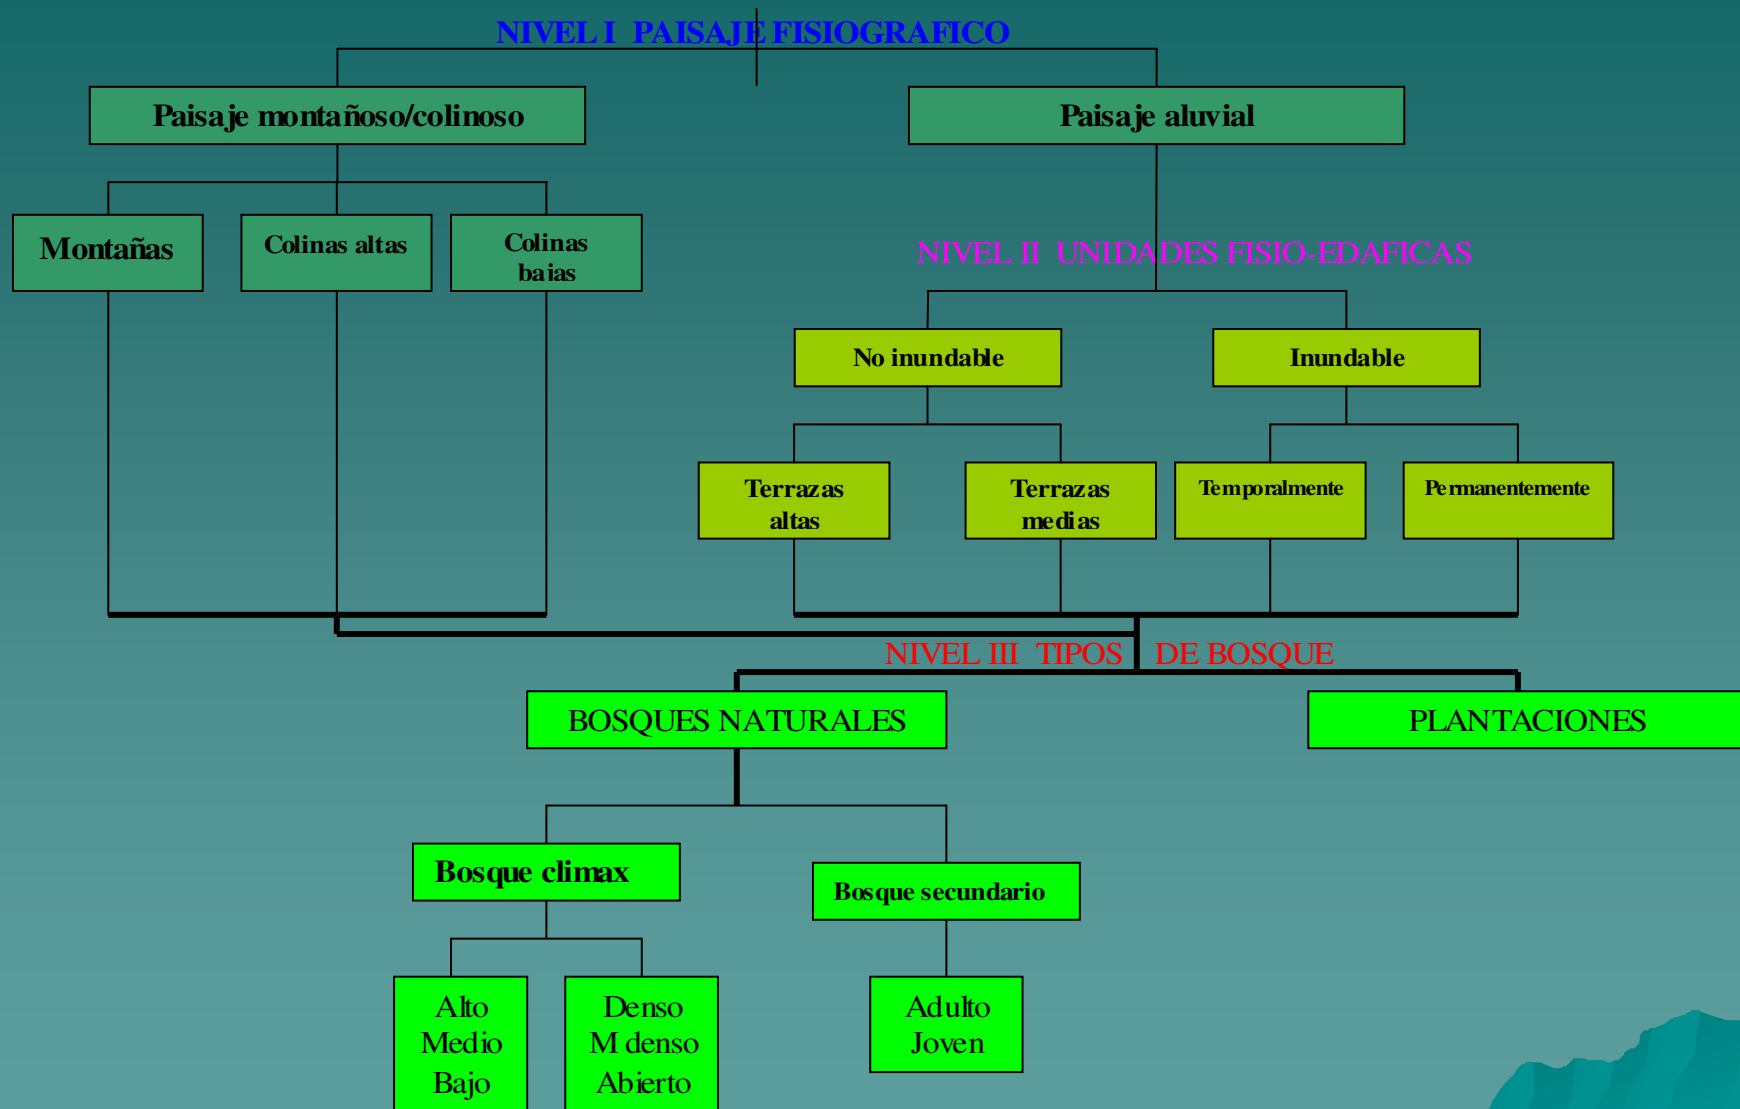 NIVEL I PAISAJE FISIOGRAFICO
Paisaje montañoso/colinoso
Paisaje aluvial
Montañas
Colinas altas
Colinas
bajas
NIVEL II UNIDADES FISIO-EDAFICAS
No inundable
Inundable
Terrazas
altas
Terrazas
medias
Temporalmente
Permanentemente
NIVEL III TIPOS DE BOSQUE
BOSQUES NATURALES
PLANTACIONES
Bosque climax
Bosque secundario
Alto
Medio
Bajo
Denso
M denso
Abierto
Adulto
Joven